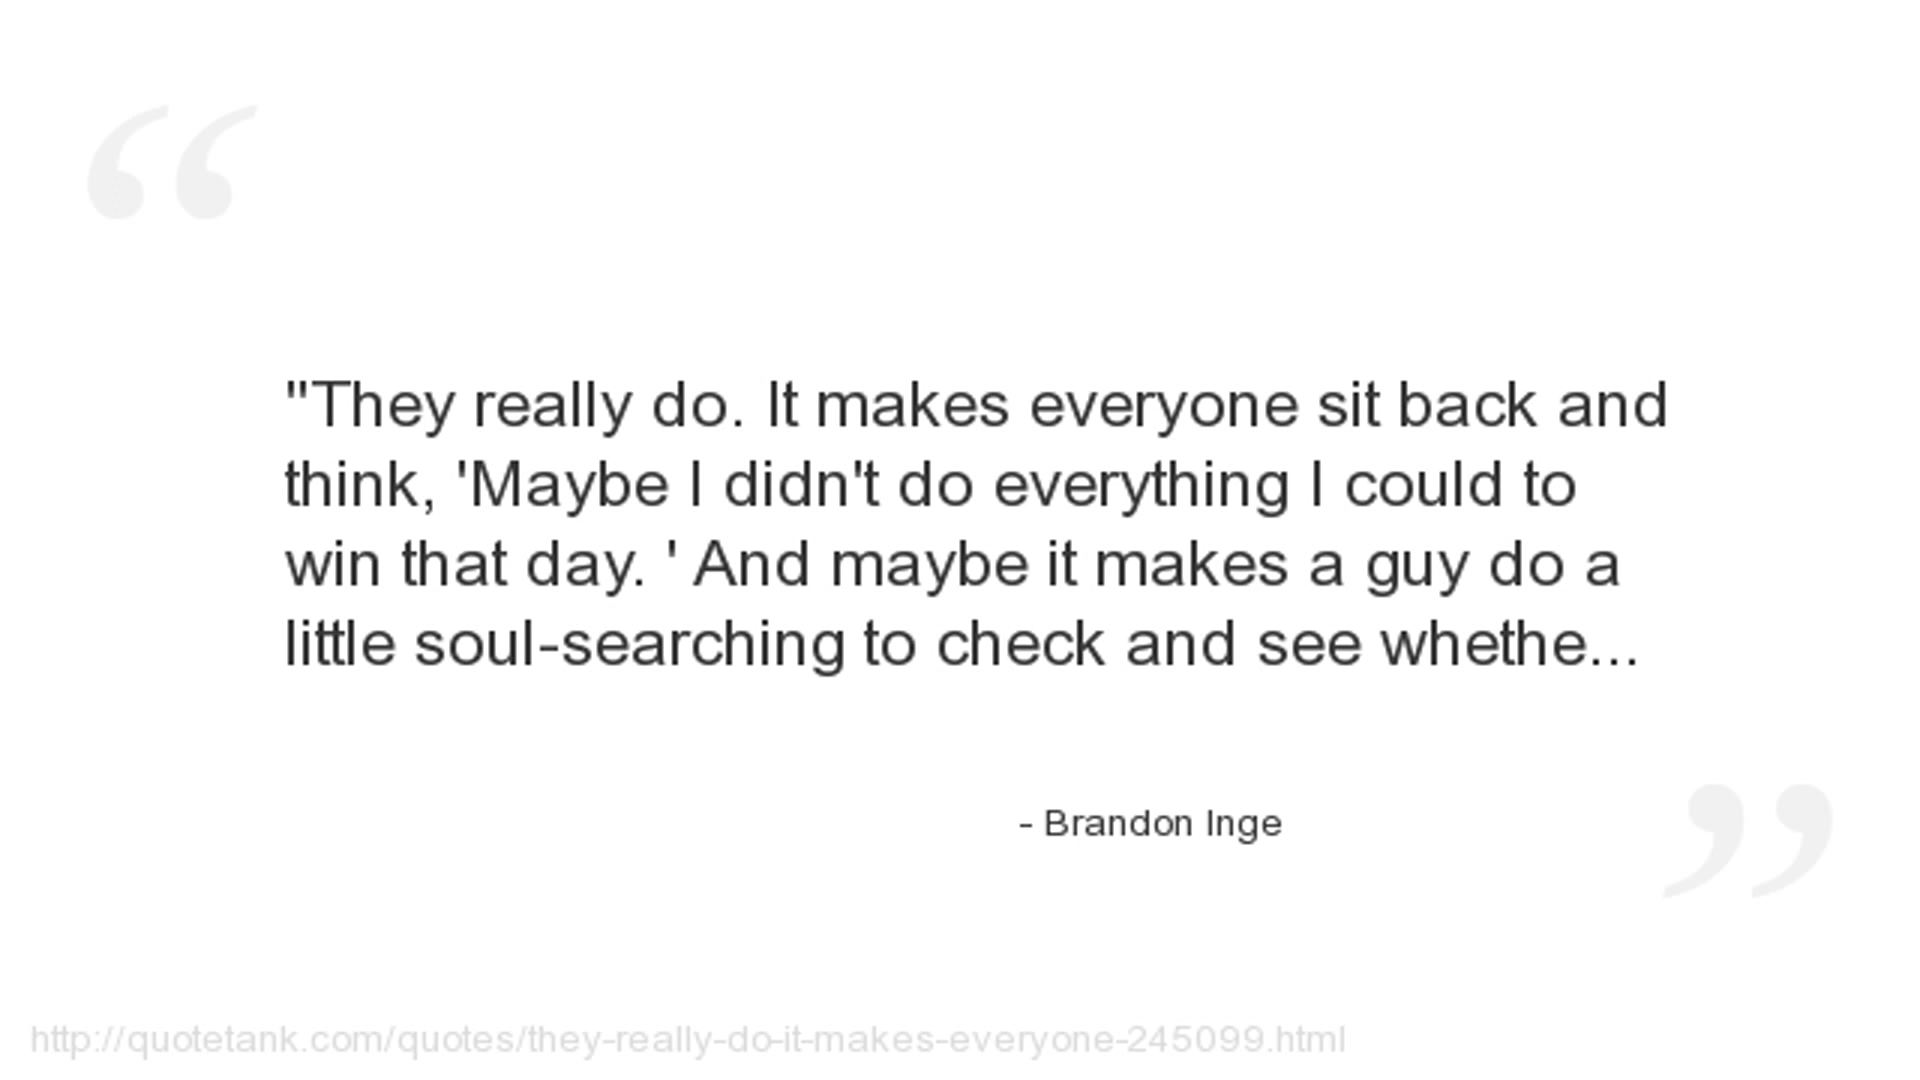 "They really do. It makes everyone sit back and
think, 'Maybe I didn't do everything I could to
win that day. ' And maybe it makes a guy do a
little soul-searching to check and see whethe...
- Brandon Inge
http://quotetank.com/quotes/they-really-do-it-makes-everyone-245099.html